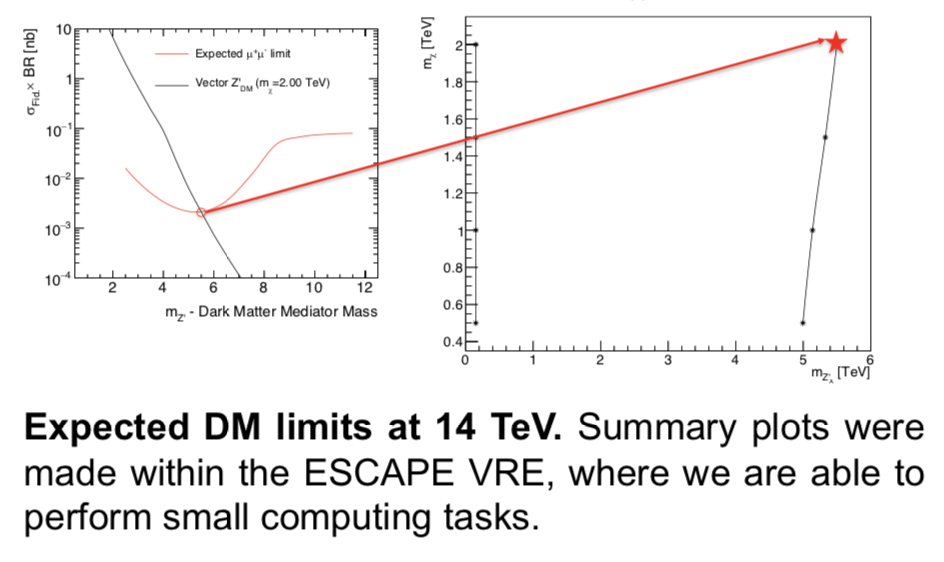 10
1
10⁻¹
10⁻²
10⁻³
10⁻⁴
σ_Fid.× BR [nb]
Expected μ⁺μ⁻ limit
Vector Z'_DM (m_χ=2.00 TeV)
2 4 6 8 10 12
m_Z' - Dark Matter Mediator Mass
m_χ [TeV]
2
1.8
1.6
1.4
1.2
1
0.8
0.6
0.4
0 1 2 3 4 5 6
[TeV]
Expected DM limits at 14 TeV. Summary plots were
made within the ESCAPE VRE, where we are able to
perform small computing tasks.